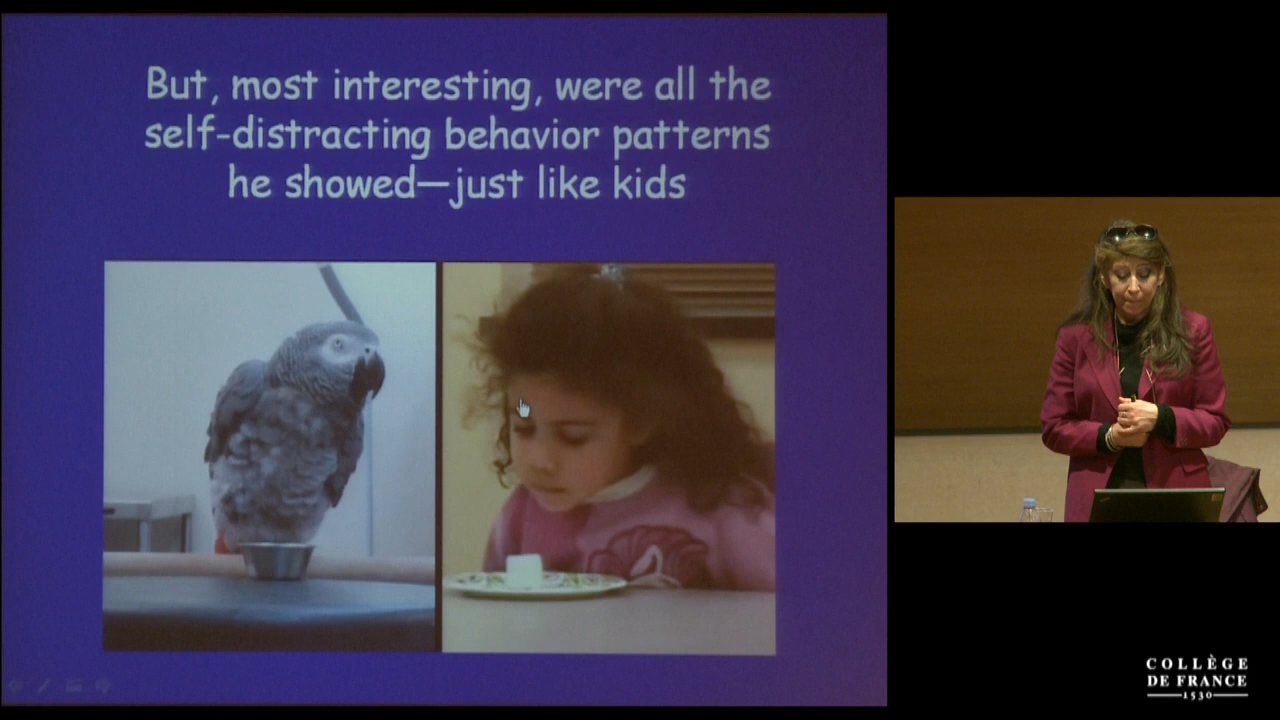 But, most interesting, were all the
self-distracting behavior patterns
he showed—just like kids
COLLÈGE
DE FRANCE
1530